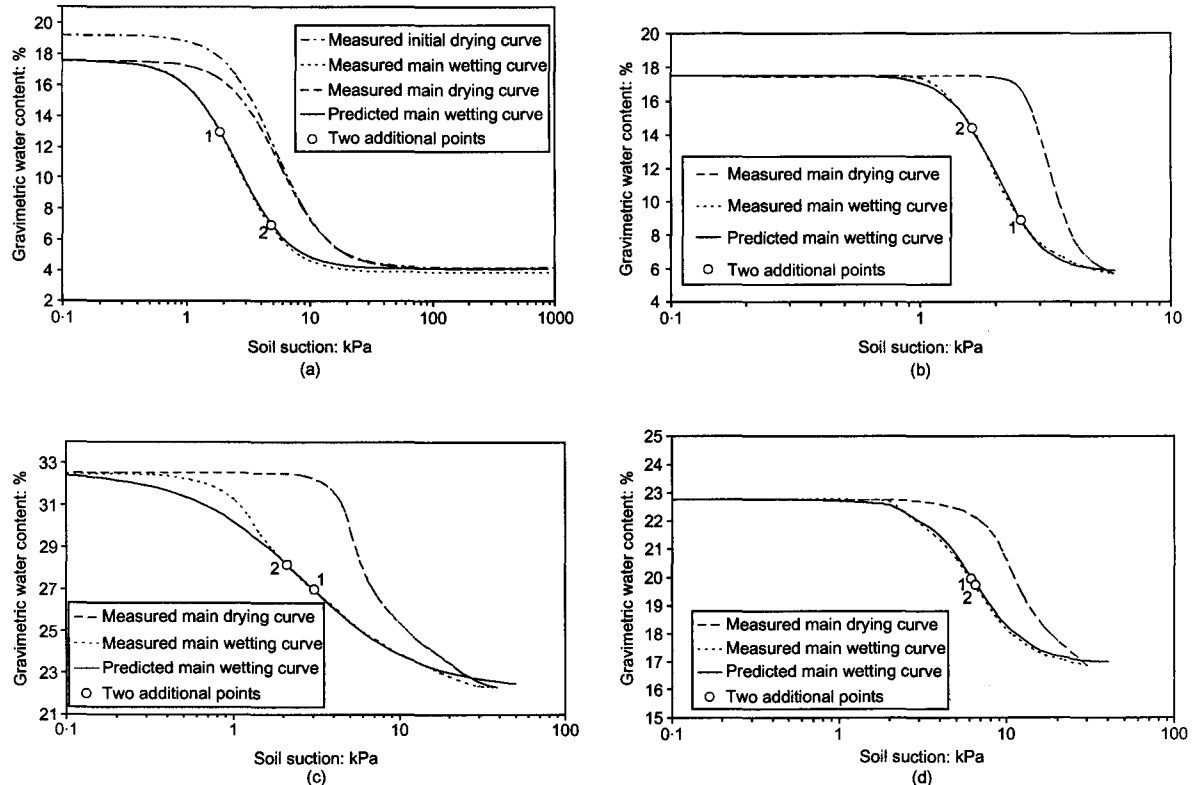 20
18
16
14
12
10
8
6
4
2
Gravimetric water content: %
Measured initial drying curve
Measured main wetting curve
Measured main drying curve
Predicted main wetting curve
Two additional points
1
2
0·1
1
10
100
1000
Soil suction: kPa
(a)
20
18
16
14
12
10
8
6
4
Gravimetric water content: %
2
1
Measured main drying curve
Measured main wetting curve
Predicted main wetting curve
Two additional points
0·1
1
10
Soil suction: kPa
(b)
33
31
29
27
25
23
21
Gravimetric water content: %
2
1
Measured main drying curve
Measured main wetting curve
Predicted main wetting curve
Two additional points
0·1
1
10
100
Soil suction: kPa
(c)
25
24
23
22
21
20
19
18
17
16
15
Gravimetric water content: %
1
2
Measured main drying curve
Measured main wetting curve
Predicted main wetting curve
Two additional points
0·1
1
10
100
Soil suction: kPa
(d)